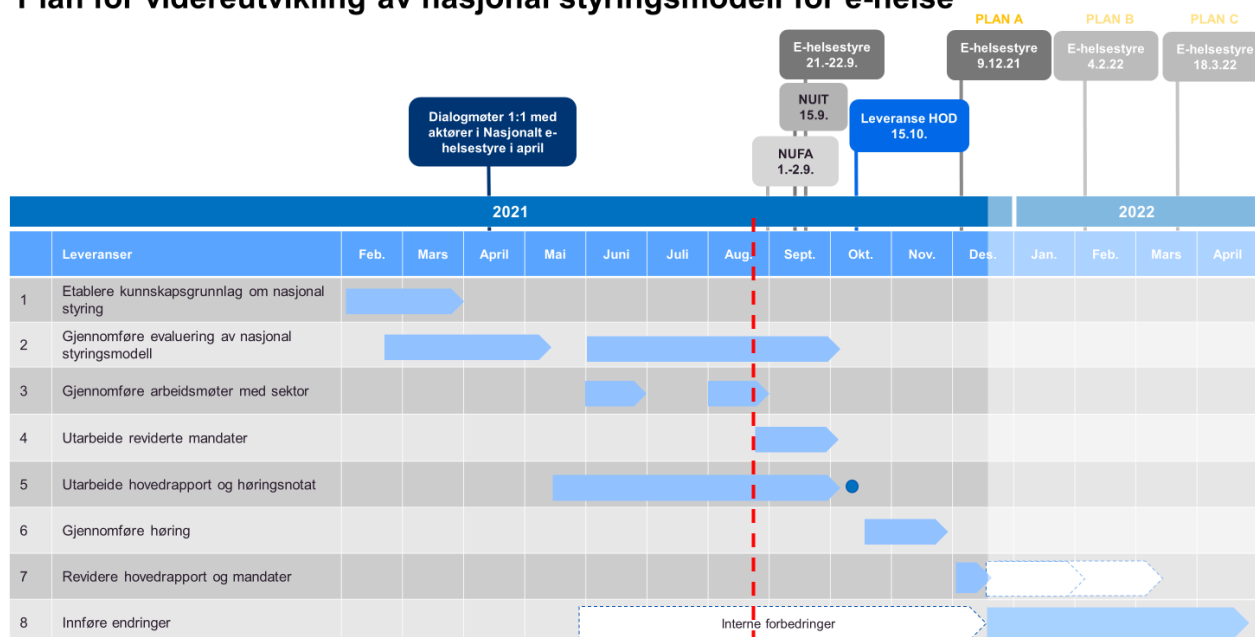 Plan for videreutvikling av nasjonal styringsmodell for e-helse
PLAN A
PLAN B
PLAN C
E-helsestyre
21.-22.9.
E-helsestyre
9.12.21
E-helsestyre
4.2.22
E-helsestyre
18.3.22
NUIT
15.9.
Dialogmøter 1:1 med
aktører i Nasjonalt e-
helsestyre i april
Leveranse HOD
15.10.
NUFA
1.-2.9.
2021
2022
Leveranser
Feb.
Mars
April
Mai
Juni
Juli
Aug.
Sept.
Okt.
Nov.
Des.
Jan.
Feb.
Mars
April
1
Etablere kunnskapsgrunnlag om nasjonal
styring
2
Gjennomføre evaluering av nasjonal
styringsmodell
3
Gjennomføre arbeidsmøter med sektor
4
Utarbeide reviderte mandater
5
Utarbeide hovedrapport og høringsnotat
6
Gjennomføre høring
7
Revidere hovedrapport og mandater
8
Innføre endringer
Interne forbedringer